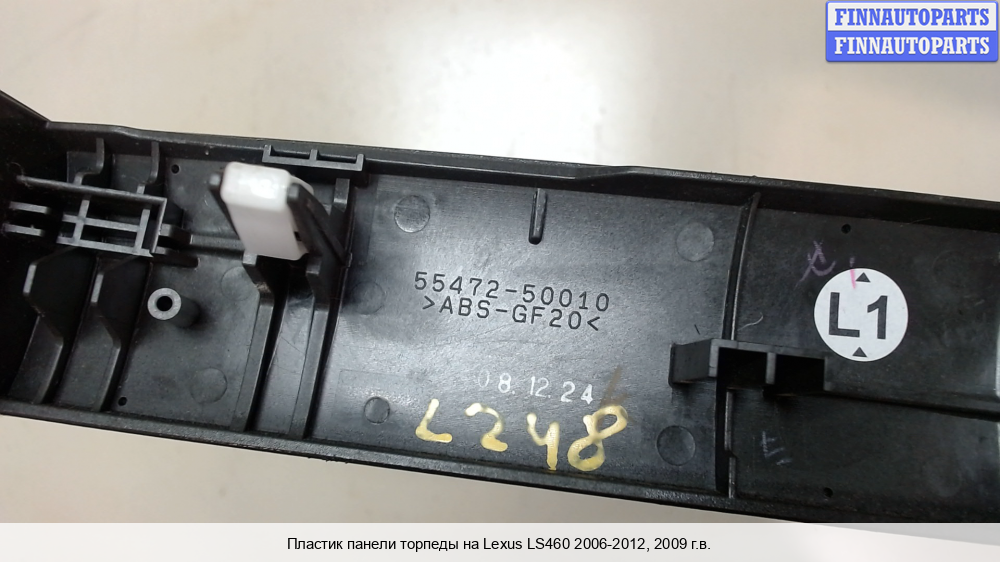 FINNAUTOPARTS
FINNAUTOPARTS
55472-50010
>ABS-GF20<
L1
08.12.24
L248
Пластик панели торпеды на Lexus LS460 2006-2012, 2009 г.в.